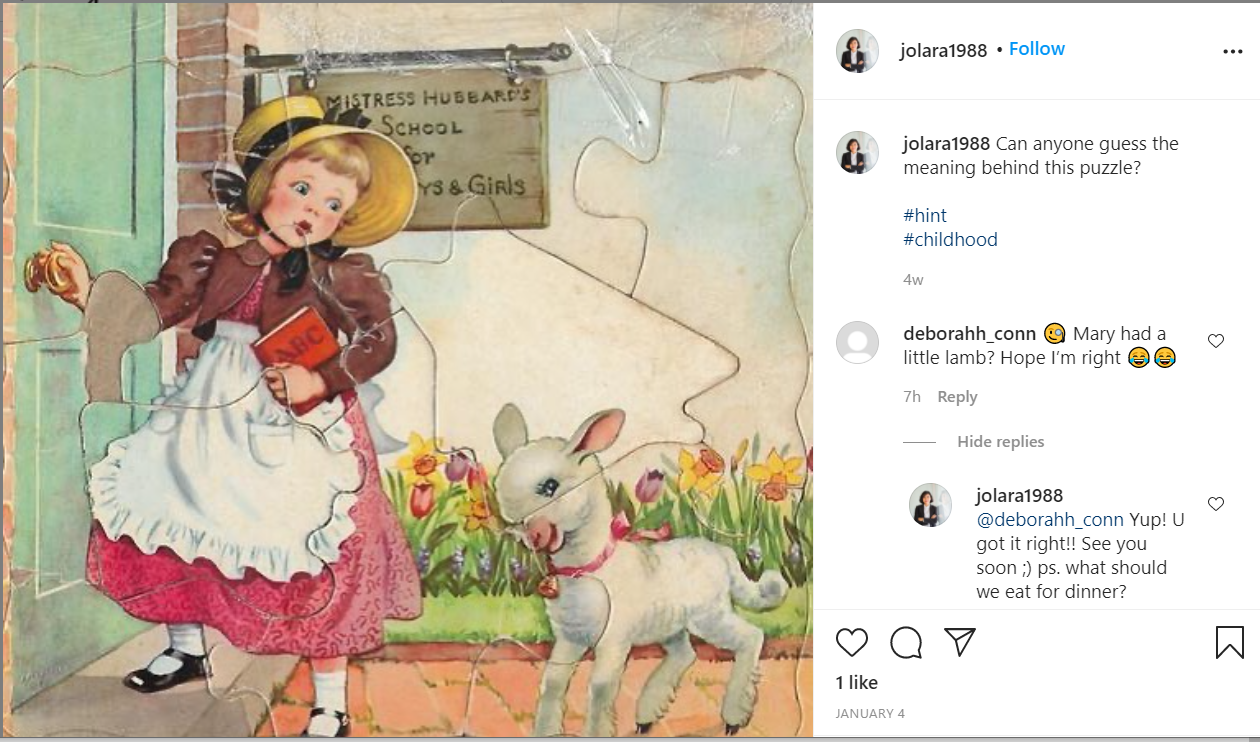 MISTRESS HUBBARD'S
SCHOOL
for
YS & GIRLS
ABC
jolara1988 • Follow
jolara1988 Can anyone guess the
meaning behind this puzzle?
#hint
#childhood
4w
deborahh_conn 🧐 Mary had a
little lamb? Hope I'm right 😂😂
7h Reply
Hide replies
jolara1988
@deborahh_conn Yup! U
got it right!! See you
soon ;) ps. what should
we eat for dinner?
1 like
JANUARY 4